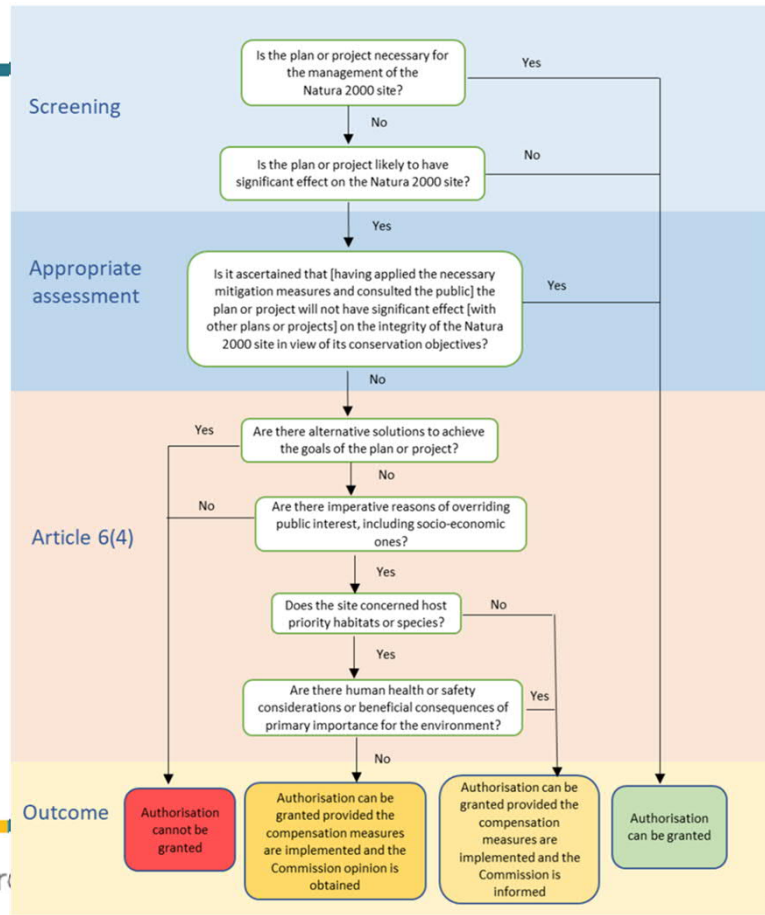 Is the plan or project necessary for
the management of the
Natura 2000 site?
Yes
Screening
No
Is the plan or project likely to have
significant effect on the Natura 2000 site?
No
Yes
Appropriate
assessment
Is it ascertained that [having applied the necessary
mitigation measures and consulted the public] the
plan or project will not have significant effect [with
other plans or projects] on the integrity of the Natura
2000 site in view of its conservation objectives?
Yes
No
Yes
Are there alternative solutions to achieve
the goals of the plan or project?
No
No
Are there imperative reasons of overriding
public interest, including socio-economic
ones?
Article 6(4)
Yes
Does the site concerned host
priority habitats or species?
No
Yes
Are there human health or safety
considerations or beneficial consequences of
primary importance for the environment?
Yes
No
Outcome
Authorisation
cannot be
granted
Authorisation can be
granted provided the
compensation measures
are implemented and the
Commission opinion is
obtained
Authorisation can be
granted provided the
compensation
measures are
implemented and the
Commission is
informed
Authorisation
can be granted